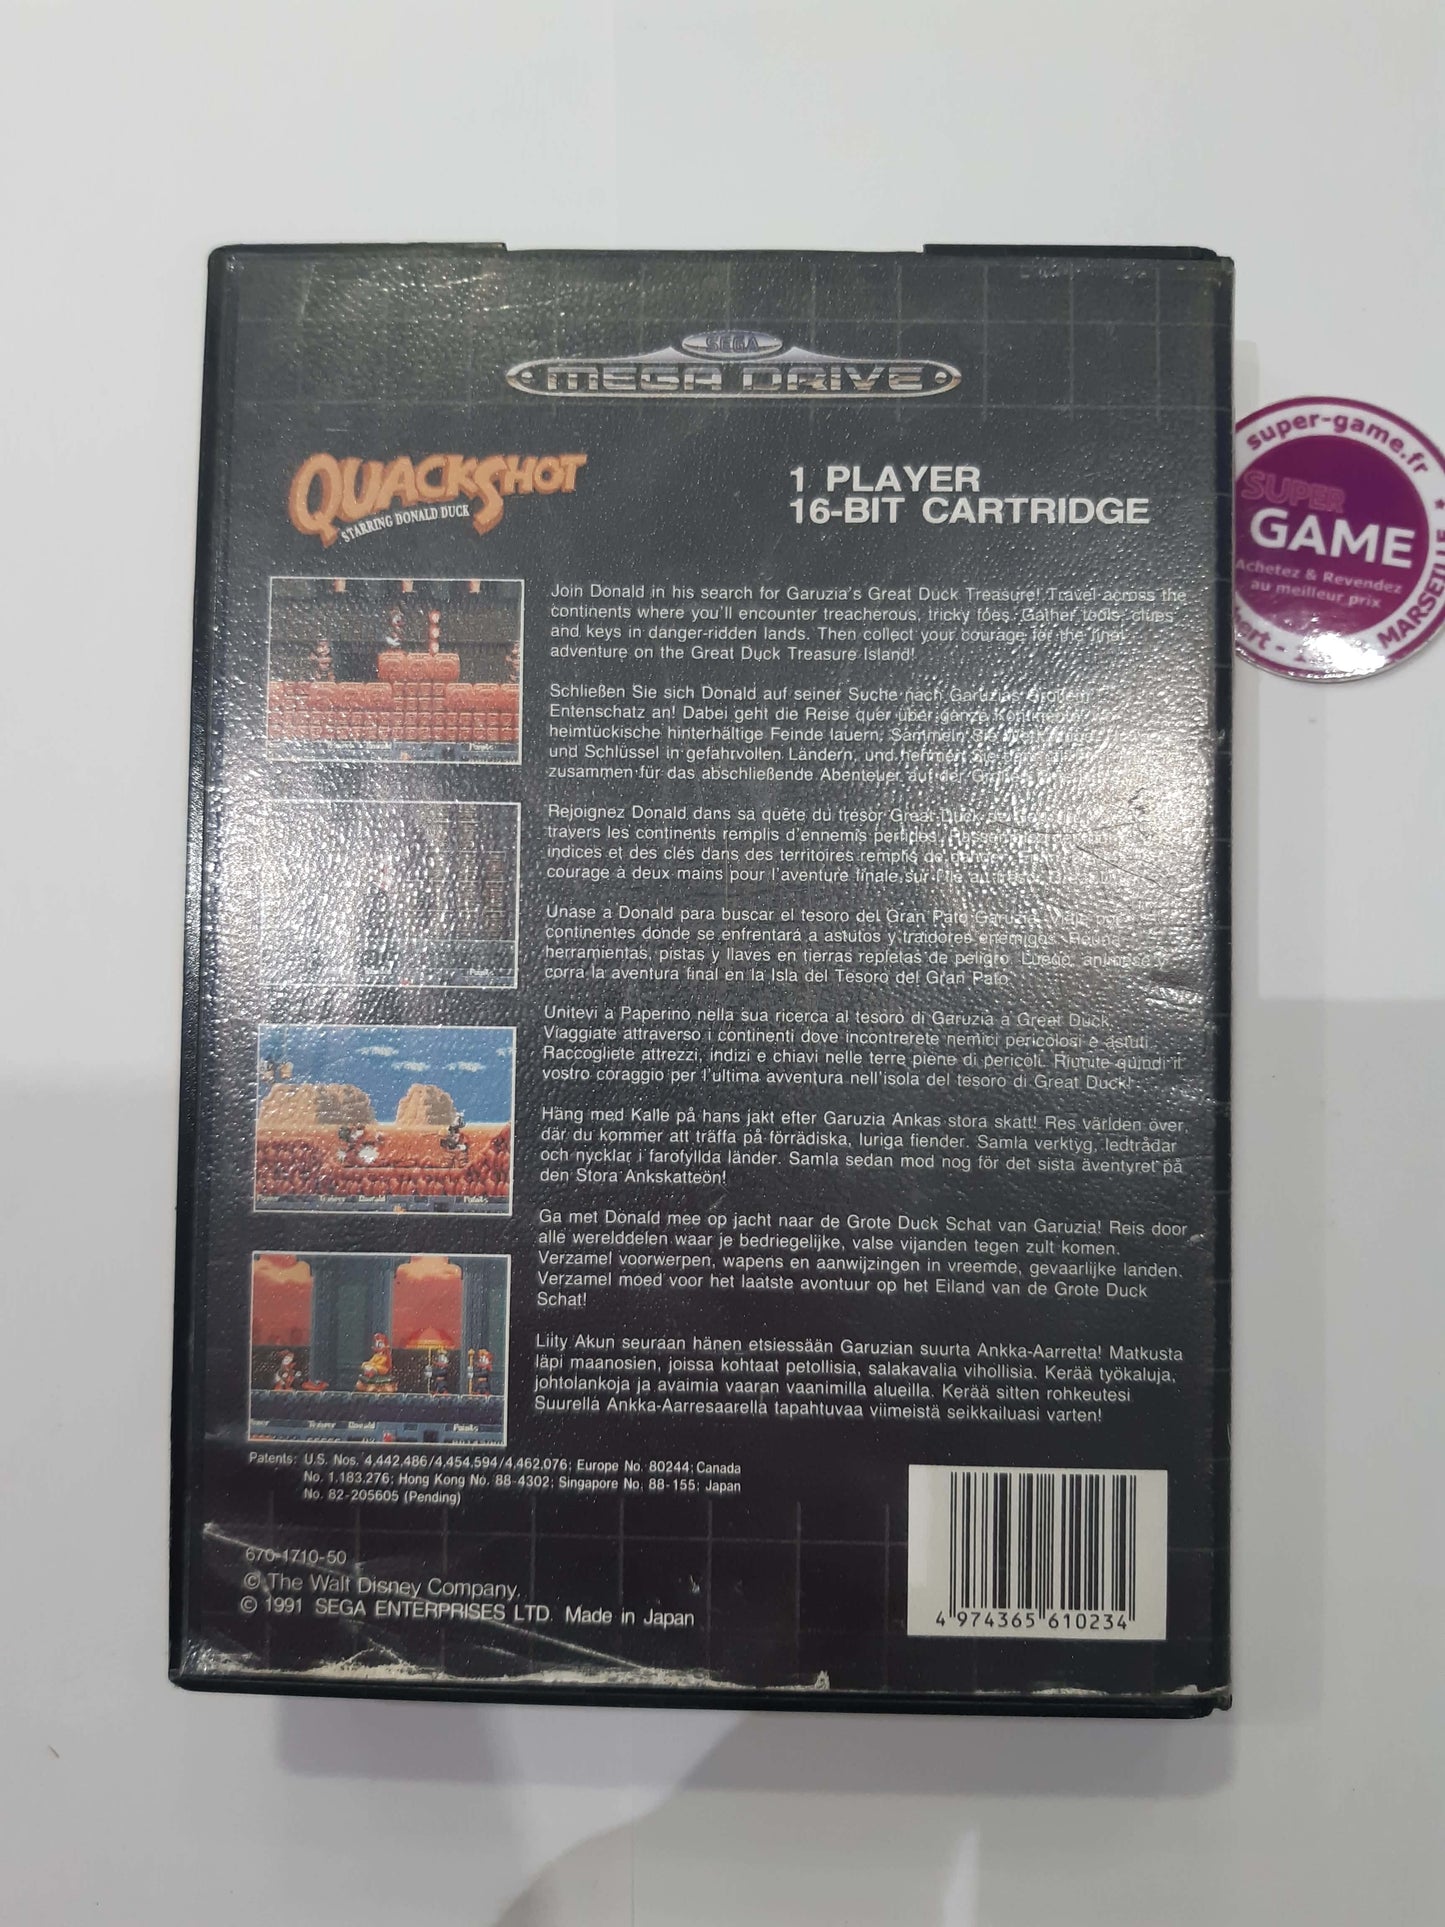 SEGA
MEGA DRIVE
QUACKSHOT
STARRING DONALD DUCK
1 PLAYER
16-BIT CARTRIDGE
super-game.fr
SUPER
GAME
Achetez & Revendez
au meilleur prix
MARSEILLE
Join Donald in his search for Garuzia's Great Duck Treasure! Travel across the
continents where you'll encounter treacherous, tricky foes. Gather tools, clues
and keys in danger-ridden lands. Then collect your courage for the final
adventure on the Great Duck Treasure Island!
Schließen Sie sich Donald auf seiner Suche nach Garuzias Großem
Entenschatz an! Dabei geht die Reise quer über ganze
heimtückische hinterhältige Feinde lauern. Sammeln
und Schlüssel in gefahrvollen Ländern, und nehmen
zusammen für das abschließende Abenteuer auf der
Rejoignez Donald dans sa quête du trésor Great Duck
travers les continents remplis d'ennemis perfides.
indices et des clés dans des territoires remplis de
courage à deux mains pour l'aventure finale sur l'île
Unase a Donald para buscar el tesoro del Gran Pato Garuzia. Viaje por
continentes donde se enfrentará a astutos y traidores enemigos. Reúna
herramientas, pistas y llaves en tierras repletas de peligro. Luego, anímese y
corra la aventura final en la Isla del Tesoro del Gran Pato
Unitevi a Paperino nella sua ricerca al tesoro di Garuzia a Great Duck.
Viaggiate attraverso i continenti dove incontrerete nemici pericolosi e astuti.
Raccogliete attrezzi, indizi e chiavi nelle terre piene di pericoli. Riunite quindi il
vostro coraggio per l'ultima avventura nell'isola del tesoro di Great Duck!
Häng med Kalle på hans jakt efter Garuzia Ankas stora skatt! Res världen över,
där du kommer att träffa på förrädiska, luriga fiender. Samla verktyg, ledtrådar
och nycklar i farofyllda länder. Samla sedan mod nog för det sista äventyret på
den Stora Ankskatteön!
Ga met Donald mee op jacht naar de Grote Duck Schat van Garuzia! Reis door
alle werelddelen waar je bedriegelijke, valse vijanden tegen zult komen.
Verzamel voorwerpen, wapens en aanwijzingen in vreemde, gevaarlijke landen.
Verzamel moed voor het laatste avontuur op het Eiland van de Grote Duck
Schat!
Liity Akun seuraan hänen etsiessään Garuzian suurta Ankka-Aarretta! Matkusta
läpi maanosien, joissa kohtaat petollisia, salakavalia vihollisia. Kerää työkaluja,
johtolankoja ja avaimia vaaran vaanimilla alueilla. Kerää sitten rohkeutesi
Suurella Ankka-Aarresaarella tapahtuvaa viimeistä seikkailuasi varten!
Patents: U.S. Nos. 4,442,486/4,454,594/4,462,076; Europe No. 80244; Canada
No. 1,183,276; Hong Kong No. 88-4302; Singapore No. 88-155; Japan
No. 82-205605 (Pending)
670-1710-50
© The Walt Disney Company.
© 1991 SEGA ENTERPRISES LTD. Made in Japan
4 974365 610234